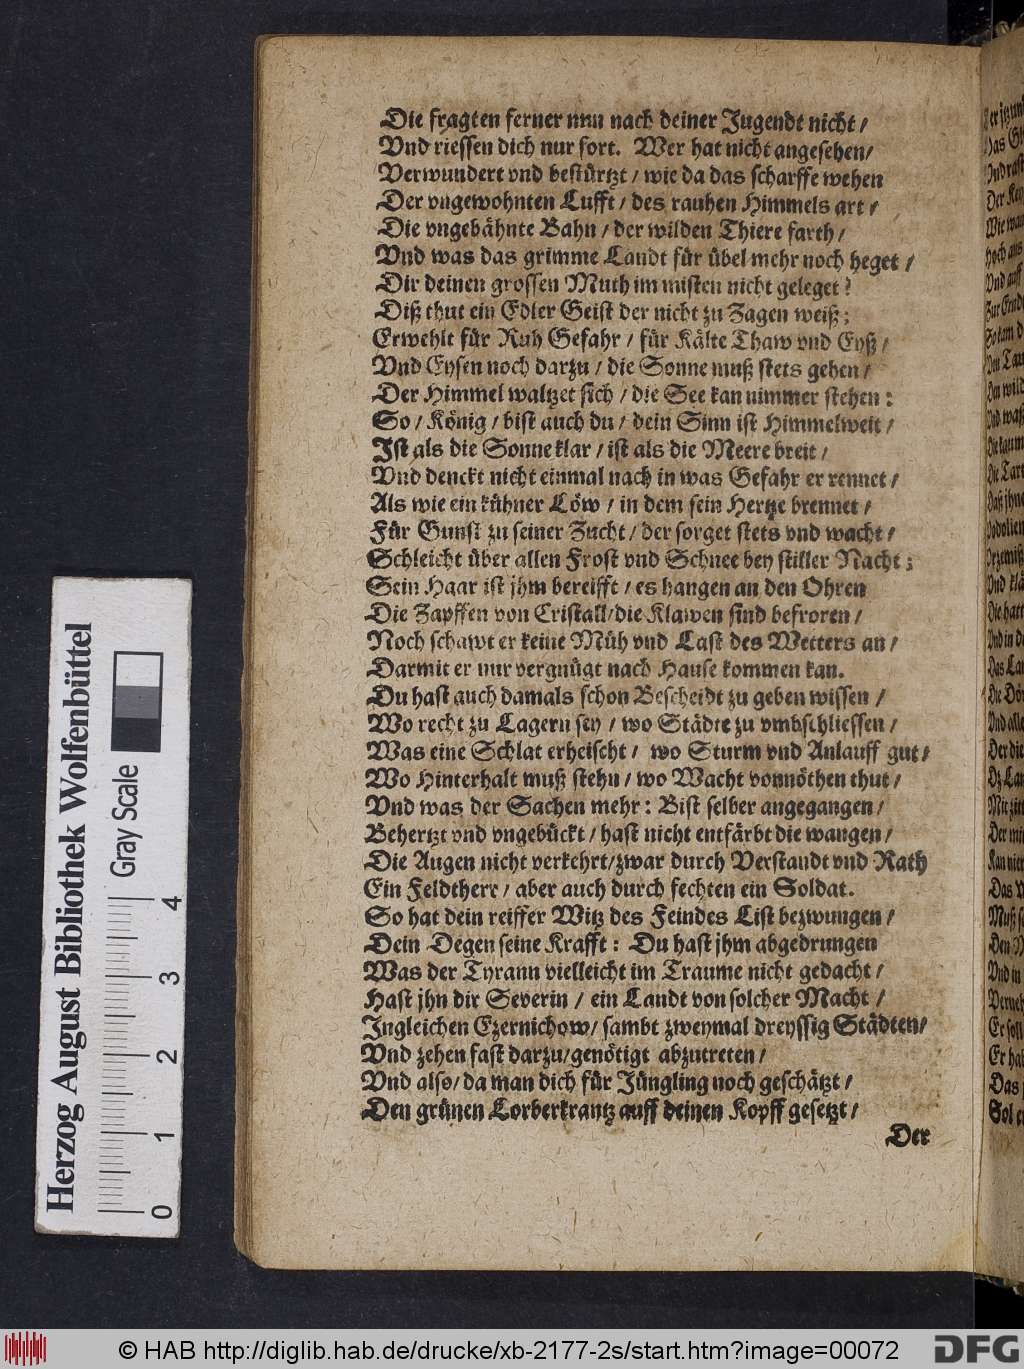 Die fragten ferner nun nach deiner Jugendt nicht /
Vnd riessen dich nur fort. Wer hat nicht angesehen /
Verwundert vnd bestürtzt / wie da das scharffe wehen
Der vngewohnten Lufft / des rauhen Himmels art /
Die vngebähnte Bahn / der wilden Thiere farth /
Vnd was das grimme Landt für übel mehr noch heget /
Dir deinen grossen Muth im misten nicht geleget?
Diß thut ein Edler Geist der nicht zu Zagen weiß:
Erwehlt für Ruh Gefahr / für Kälte Thaw vnd Eyß /
Vnd Eysen noch darzu / die Sonne muß stets gehen /
Der Himmel waltzet sich / die See kan nimmer stehen:
So / König / bist auch du / dein Sinn ist Himmelweit /
Ist als die Sonne klar / ist als die Meere breit /
Vnd denckt nicht einmal nach in was Gefahr er rennet /
Als wie ein kühner Löw / in dem sein Hertze brennet /
Für Gunst zu seiner Zucht / der sorget stets vnd wacht /
Schleicht über allen Frost vnd Schnee bey stiller Nacht:
Sein Haar ist jhm bereifft / es hangen an den Ohren
Die Zapffen von Cristall / die Klawen sind befroren /
Noch schawt er keine Müh vnd Last des Wetters an /
Darmit er nur vergnügt nach Hause kommen kan.
Du hast auch damals schon Bescheidt zu geben wissen /
Wo recht zu Lagern sey / wo Städte zu vmbschliessen /
Was eine Schlat erheischt / wo Sturm vnd Anlauff gut /
Wo Hinterhalt muß stehn / wo Wacht vonnöthen thut /
Vnd was der Sachen mehr: Bist selber angegangen /
Behertzt vnd vngebückt / hast nicht entfärbt die wangen /
Die Augen nicht verkehrt / zwar durch Verstandt vnd Rath
Ein Feldtherr / aber auch durch fechten ein Soldat.
So hat dein reiffer Witz des Feindes List bezwungen /
Dein Degen seine Krafft: Du hast jhm abgedrungen
Was der Tyrann vielleicht im Traume nicht gedacht /
Hast jhn dir Severin / ein Landt von solcher Macht /
Ingleichen Czernichow / sambt zweymal dreyssig Städten /
Vnd zehen fast darzu / genötigt abzutreten /
Vnd also / da man dich für Jüngling noch geschätzt /
Den grünen Lorberkrantz auff deinen Kopff gesetzt /
Der
Herzog August Bibliothek Wolfenbüttel
Gray Scale
0 1 2 3 4
© HAB http://diglib.hab.de/drucke/xb-2177-2s/start.htm?image=00072
DFG